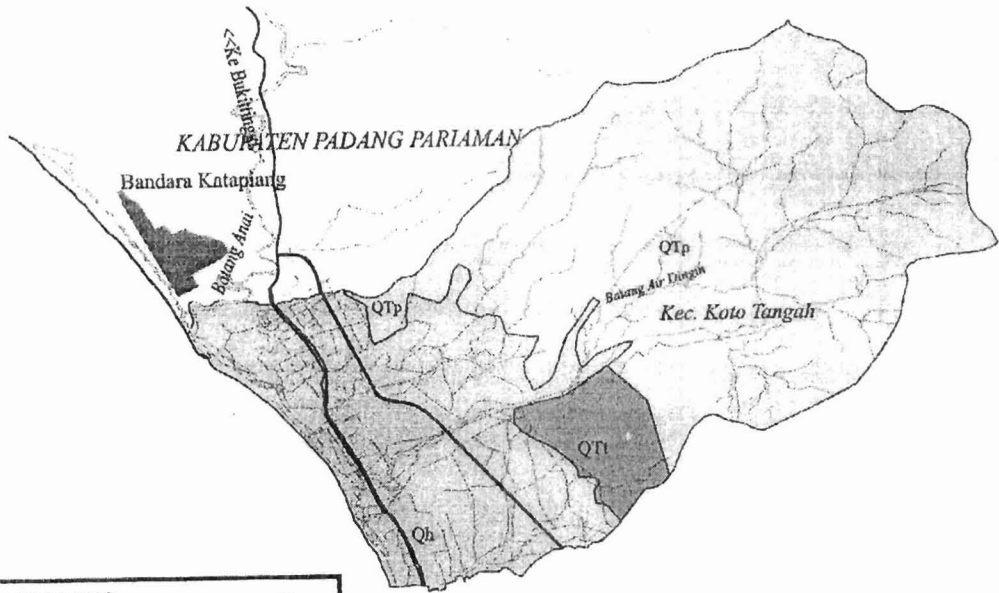 <<Ke Bukittinggi
KABUPATEN PADANG PARIAMAN
Bandara Katapiang
Batang Anai
QTp
Batang Air Dingin
QTp
Kec. Koto Tangah
QTt
Qh